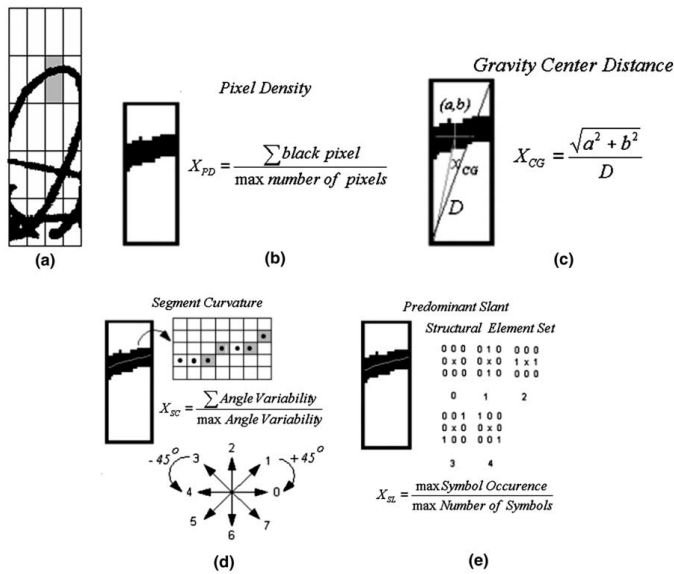 (a)
Pixel Density
X_PD = ∑black pixel / max number of pixels
(b)
Gravity Center Distance
(a,b)
X_CG
D
X_CG = √a² + b² / D
(c)
Segment Curvature
X_SC = ∑Angle Variability / max Angle Variability
-45° 3 2 1 +45°
4 0
5 6 7
(d)
Predominant Slant
Structural Element Set
0 0 0 0 1 0 0 0 0
0 x 0 0 x 0 1 x 1
0 0 0 0 1 0 0 0 0
0 1 2
0 0 1 1 0 0
0 x 0 0 x 0
1 0 0 0 0 1
3 4
X_SL = max Symbol Occurence / max Number of Symbols
(e)